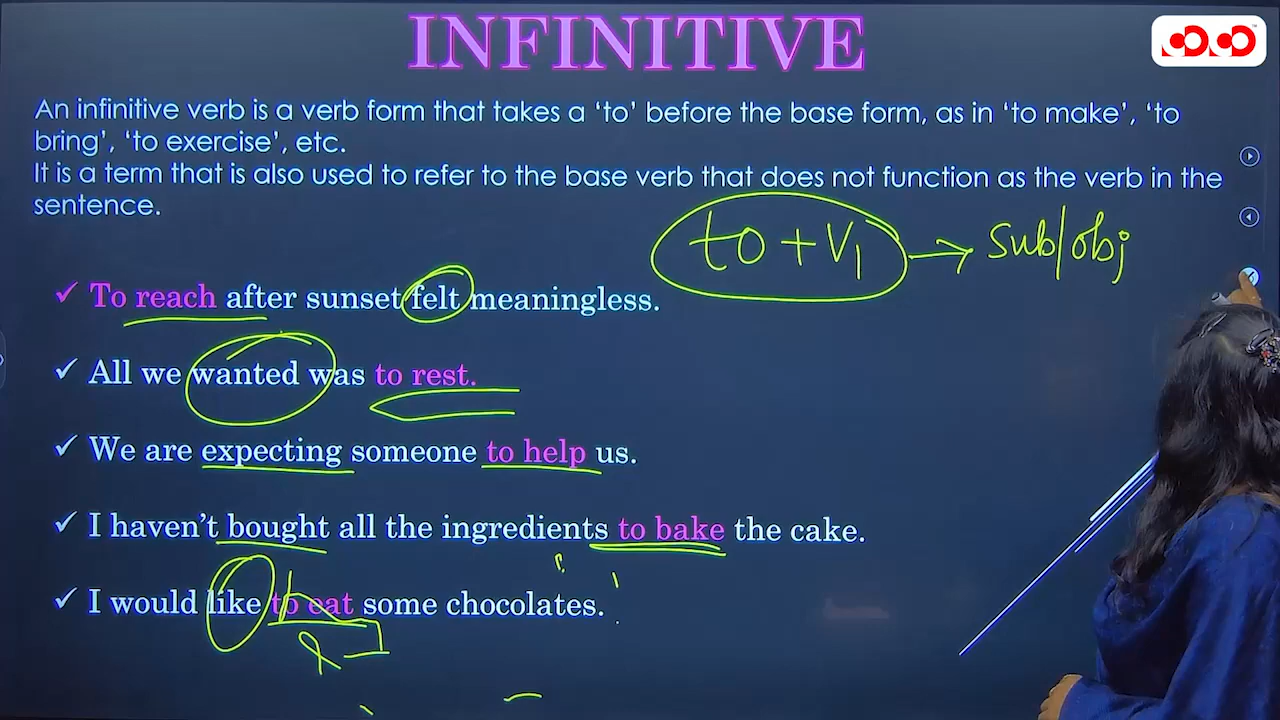 INFINITIVE
An infinitive verb is a verb form that takes a ‘to’ before the base form, as in ‘to make’, ‘to
bring’, ‘to exercise’, etc.
It is a term that is also used to refer to the base verb that does not function as the verb in the
sentence.
to + V1 → sub/obj
✓ To reach after sunset felt meaningless.
✓ All we wanted was to rest.
✓ We are expecting someone to help us.
✓ I haven’t bought all the ingredients to bake the cake.
✓ I would like to eat some chocolates.